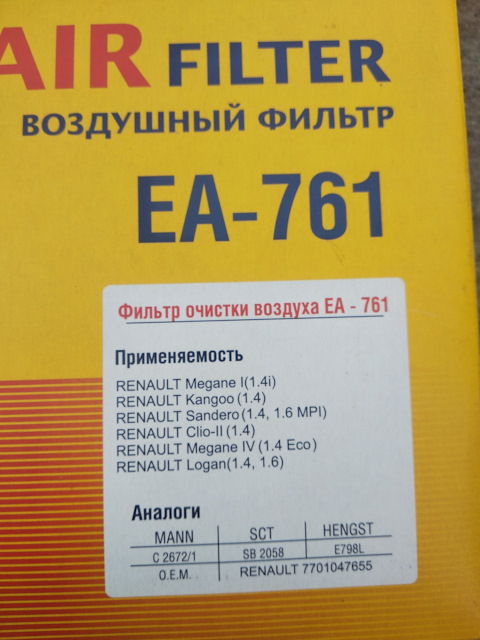 AIR FILTER
ВОЗДУШНЫЙ ФИЛЬТР
EA-761
Фильтр очистки воздуха EA - 761
Применяемость
RENAULT Megane I(1.4i)
RENAULT Kangoo (1.4)
RENAULT Sandero(1.4, 1.6 MPI)
RENAULT Clio-II (1.4)
RENAULT Megane IV (1.4 Eco)
RENAULT Logan(1.4, 1.6)
Аналоги
MANN SCT HENGST
C 2672/1 SB 2058 E798L
O.E.M. RENAULT 7701047655